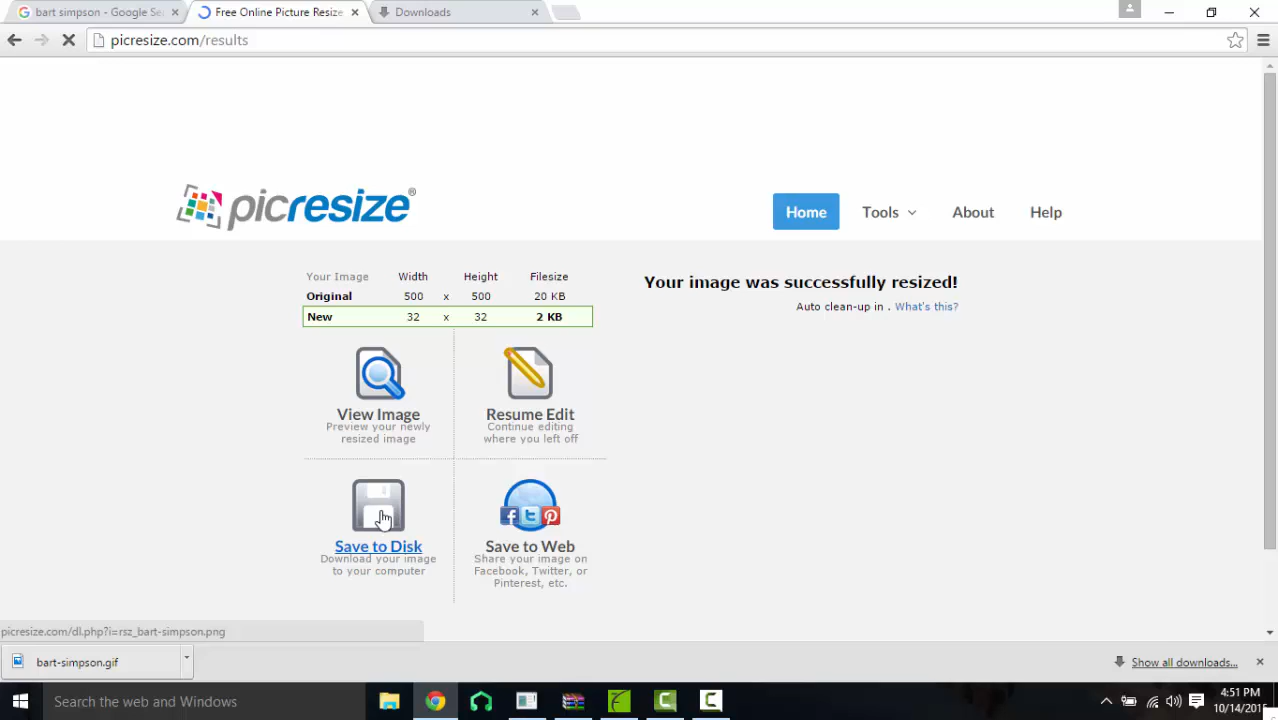 bart simpson - Google Se
Free Online Picture Resize
Downloads
picresize.com/results
picresize®
Home
Tools
About
Help
Your Image Width Height Filesize
Original 500 x 500 20 KB
New 32 x 32 2 KB
Your image was successfully resized!
Auto clean-up in . What's this?
View Image
Preview your newly
resized image
Resume Edit
Continue editing
where you left off
Save to Disk
Download your image
to your computer
Save to Web
Share your image on
Facebook, Twitter, or
Pinterest, etc.
picresize.com/dl.php?i=rsz_bart-simpson.png
bart-simpson.gif
Show all downloads...
Search the web and Windows
4:51 PM
10/14/201